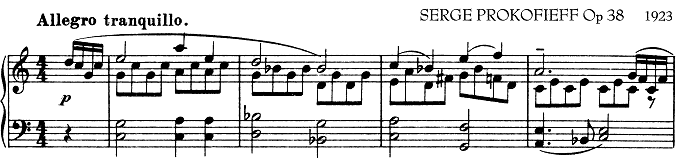 SERGE PROKOFIEFF Op 38 1923
Allegro tranquillo.
p